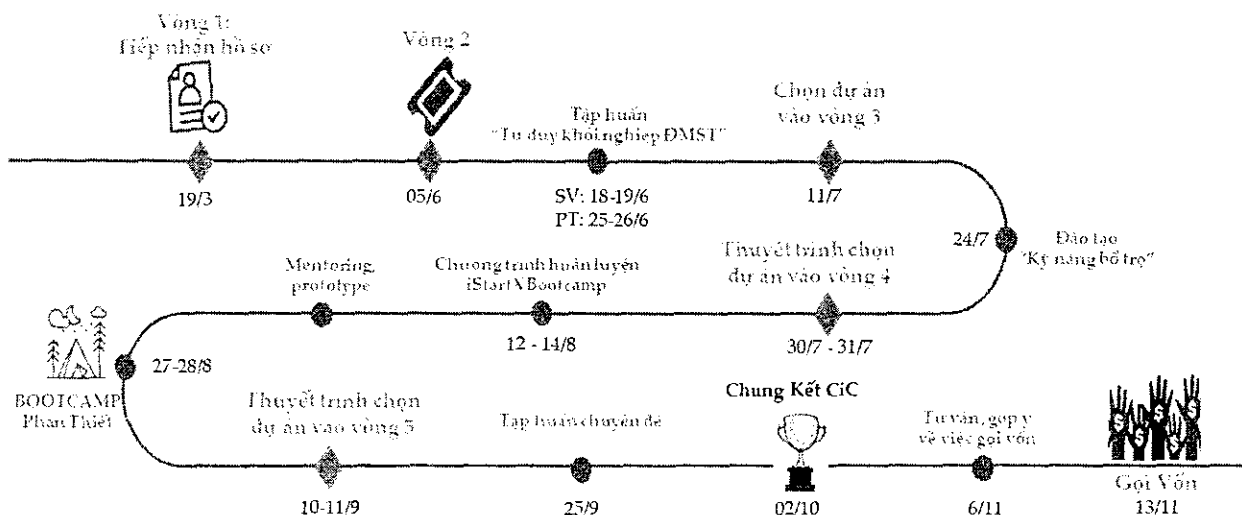 Vòng 1:
Tiếp nhận hồ sơ
19/3
Vòng 2
05/6
Tập huấn
"Tư duy khởi nghiệp ĐMST"
SV: 18-19/6
PT: 25-26/6
Chọn dự án
vào vòng 3
11/7
24/7
Đào tạo
"Kỹ năng bổ trợ"
Thuyết trình chọn
dự án vào vòng 4
30/7 - 31/7
Chương trình huấn luyện
iStartX Bootcamp
12 - 14/8
Mentoring,
prototype
27-28/8
BOOTCAMP
Phan Thiết
Thuyết trình chọn
dự án vào vòng 5
10-11/9
Tập huấn chuyên đề
25/9
Chung Kết CiC
02/10
Tư vấn, góp ý
về việc gọi vốn
6/11
Gọi Vốn
13/11